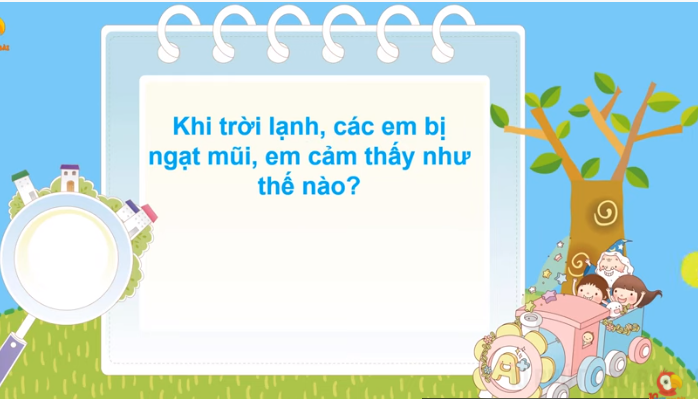 Khi trời lạnh, các em bị
ngạt mũi, em cảm thấy như
thế nào?
A